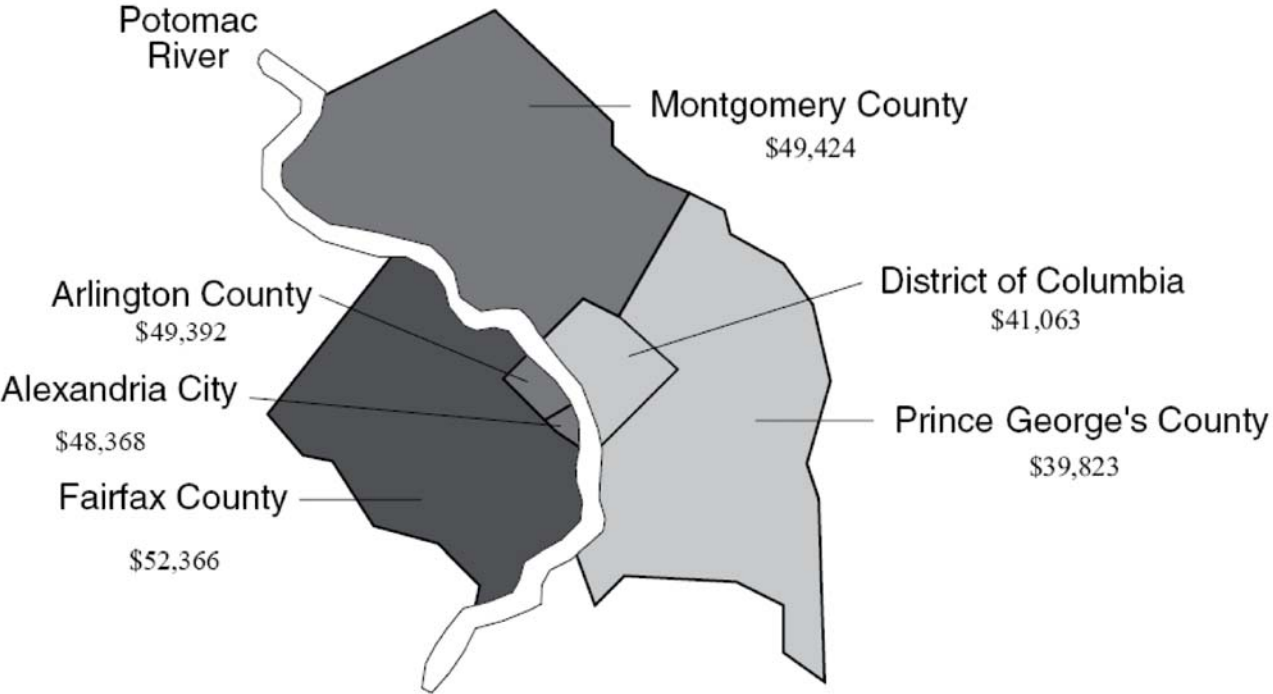 Potomac
River
Montgomery County
$49,424
Arlington County
$49,392
District of Columbia
$41,063
Alexandria City
$48,368
Prince George's County
$39,823
Fairfax County
$52,366